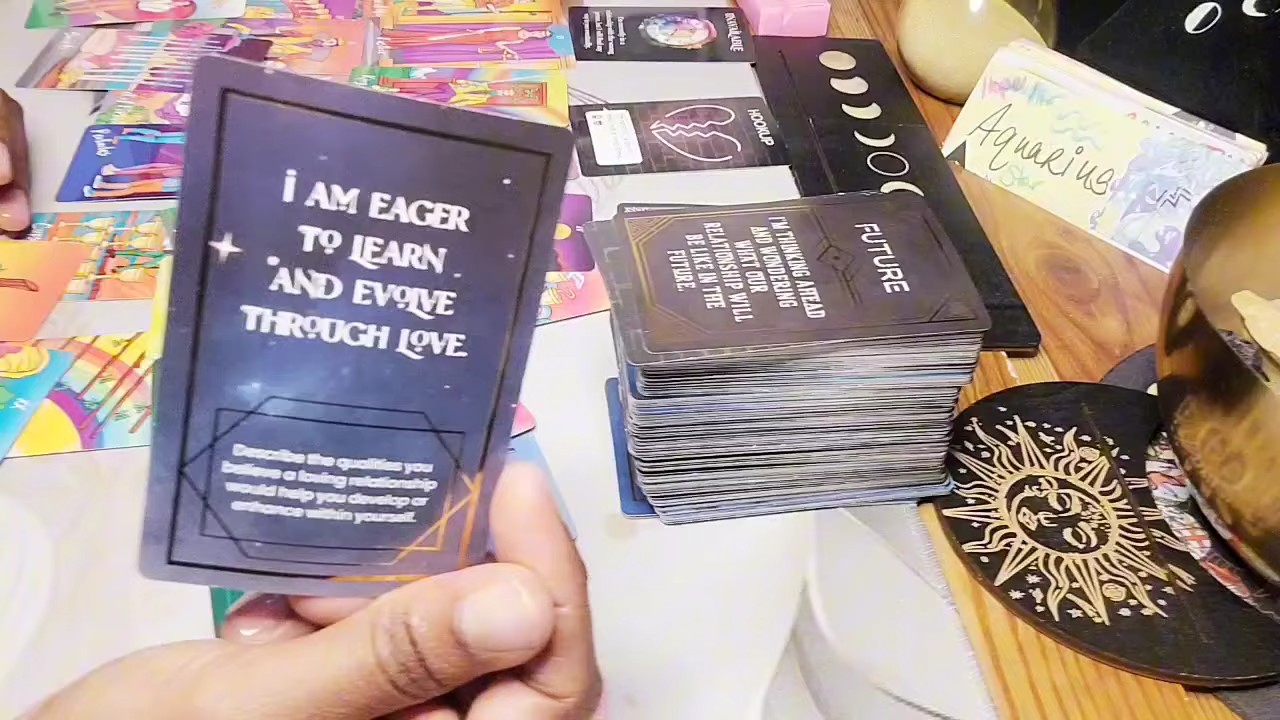 i AM EAGER
TO LEARN
AND EVOLVE
THROUGH LOVE.
Describe the qualities you
believe a loving relationship
would help you develop or
enhance within yourself.
FUTURE
I'M THINKING AHEAD
AND WONDERING
WHAT OUR
RELATIONSHIP WILL
BE LIKE IN THE
FUTURE.
HOOKUP
Aquarius